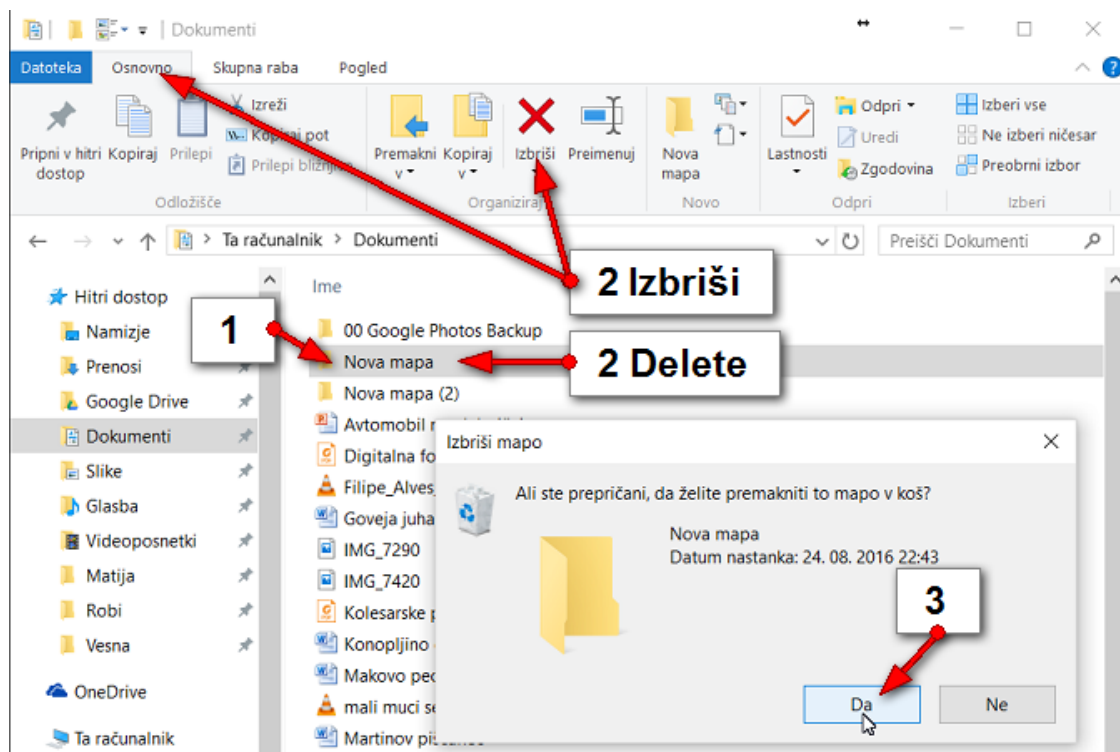 Dokumenti
Datoteka Osnovno Skupna raba Pogled
Pripni v hitri dostop
Kopiraj
Prilepi
Izreži
Kopiraj pot
Prilepi
Odložišče
Premakni v
Kopiraj v
Izbriši
Preimenuj
Organiziraj
Nova mapa
Novo
Lastnosti
Odpri
Uredi
Zgodovina
Odpri
Izberi vse
Ne izberi ničesar
Preobrni izbor
Izberi
Ta računalnik > Dokumenti
Preišči Dokumenti
2 Izbriši
1
2 Delete
Hitri dostop
Namizje
Prenosi
Google Drive
Dokumenti
Slike
Glasba
Videoposnetki
Matija
Robi
Vesna
OneDrive
Ta računalnik
Ime
00 Google Photos Backup
Nova mapa
Nova mapa (2)
Avtomobil
Digitalna fo
Filipe_Alves
Goveja juha
IMG_7290
IMG_7420
Kolesarske p
Konopljino
Makovo pec
mali muci se
Martinov
Izbriši mapo
Ali ste prepričani, da želite premakniti to mapo v koš?
Nova mapa
Datum nastanka: 24. 08. 2016 22:43
3
Da
Ne